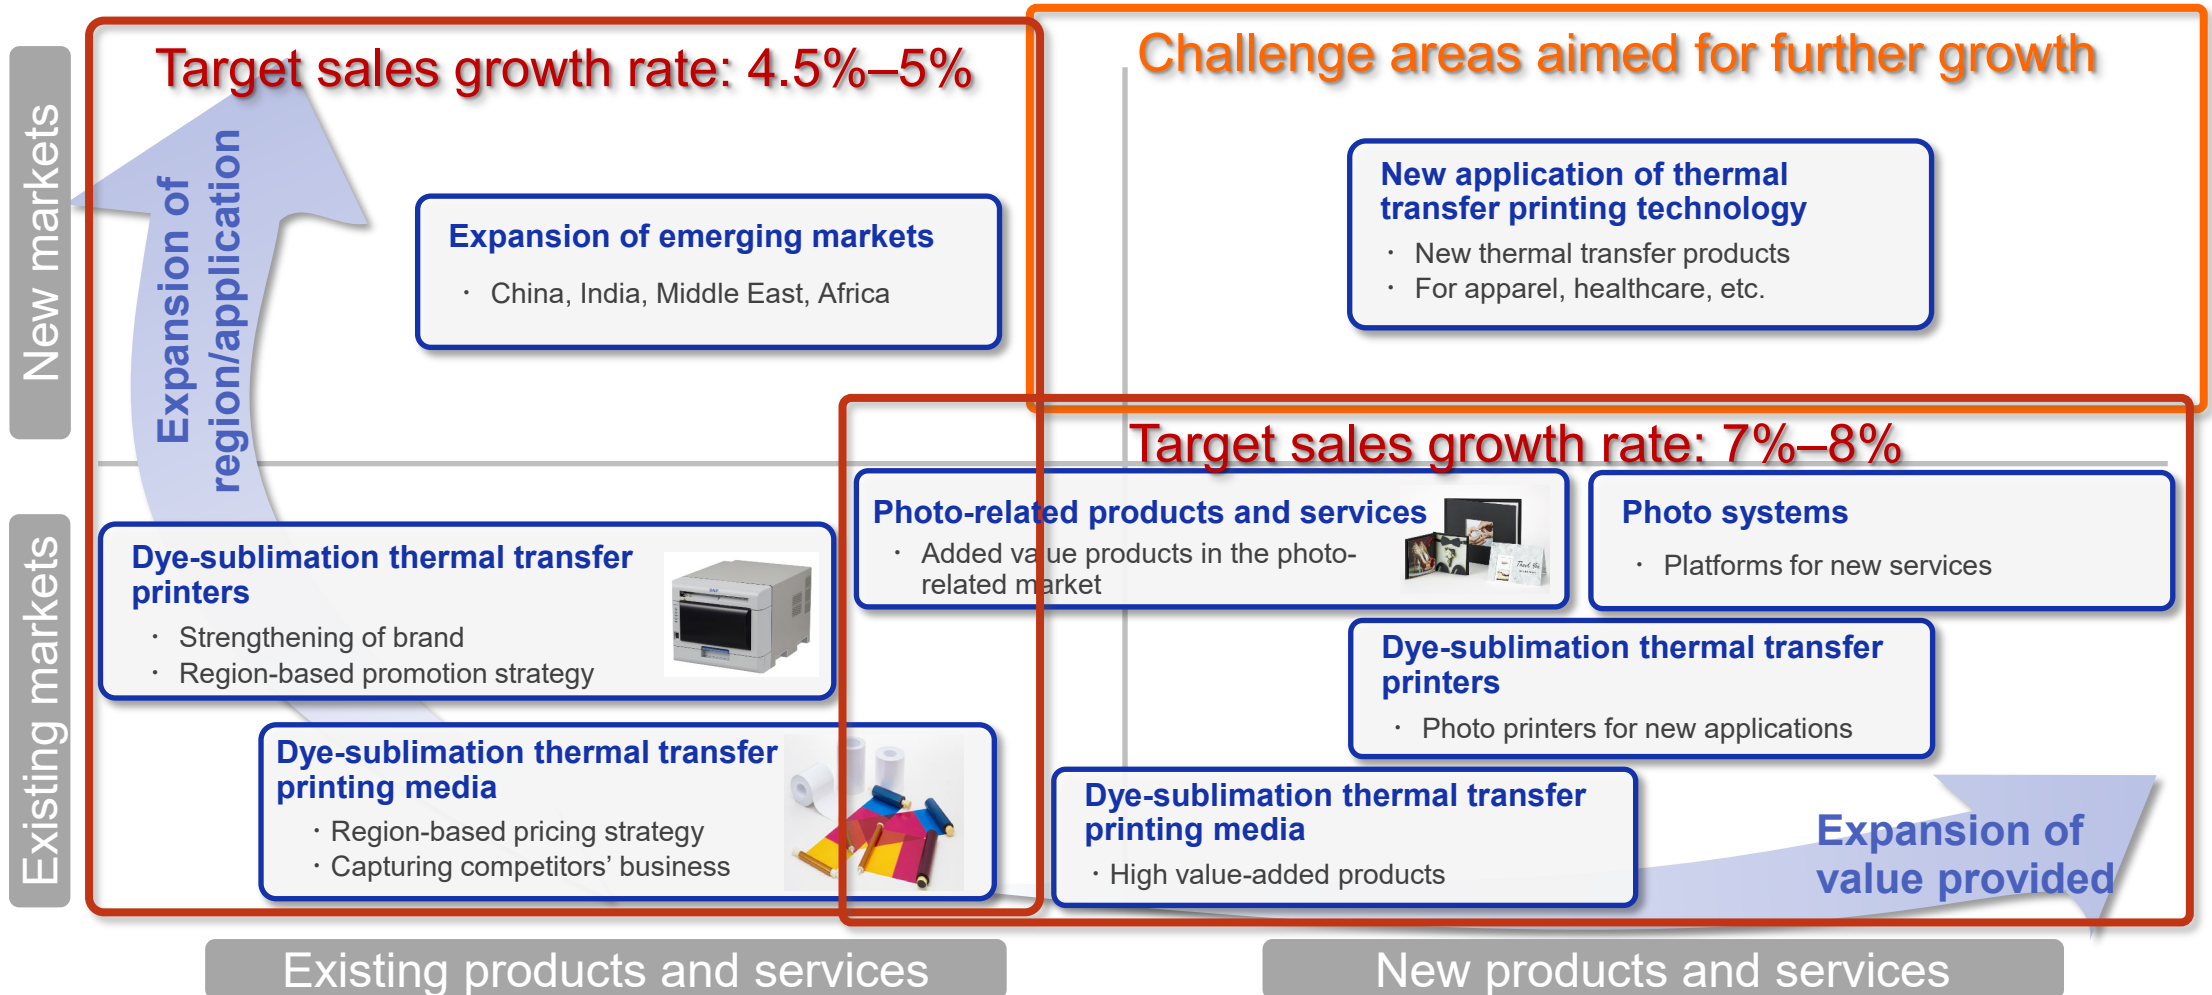 Target sales growth rate: 4.5%–5%
Challenge areas aimed for further growth
New markets
Expansion of
region/application
Expansion of emerging markets
・ China, India, Middle East, Africa
New application of thermal
transfer printing technology
・ New thermal transfer products
・ For apparel, healthcare, etc.
Target sales growth rate: 7%–8%
Existing markets
Dye-sublimation thermal transfer
printers
・ Strengthening of brand
・ Region-based promotion strategy
Photo-related products and services
・ Added value products in the photo-
related market
Thank You
Photo systems
・ Platforms for new services
Dye-sublimation thermal transfer
printers
・ Photo printers for new applications
Dye-sublimation thermal transfer
printing media
・Region-based pricing strategy
・Capturing competitors’ business
Dye-sublimation thermal transfer
printing media
・High value-added products
Expansion of
value provided
Existing products and services
New products and services